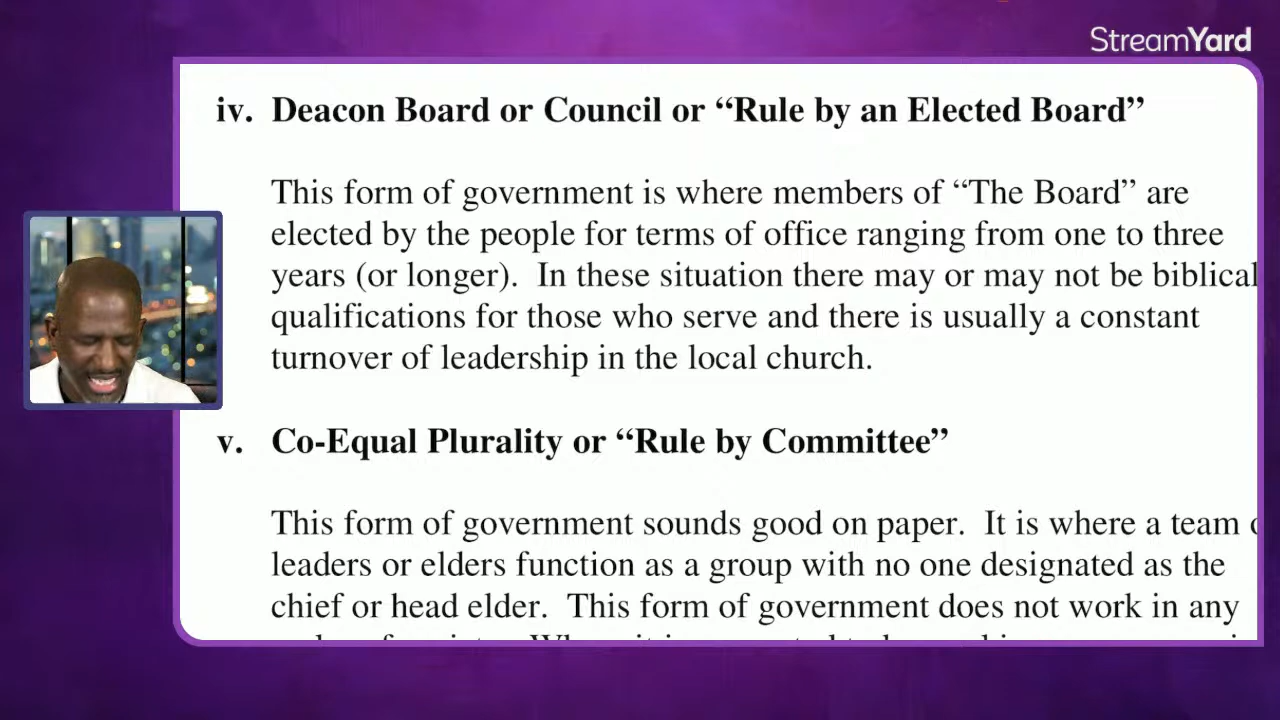 StreamYard
iv. Deacon Board or Council or “Rule by an Elected Board”
This form of government is where members of “The Board” are
elected by the people for terms of office ranging from one to three
years (or longer).  In these situation there may or may not be biblical
qualifications for those who serve and there is usually a constant
turnover of leadership in the local church.
v. Co-Equal Plurality or “Rule by Committee”
This form of government sounds good on paper.  It is where a team
leaders or elders function as a group with no one designated as the
chief or head elder.  This form of government does not work in any